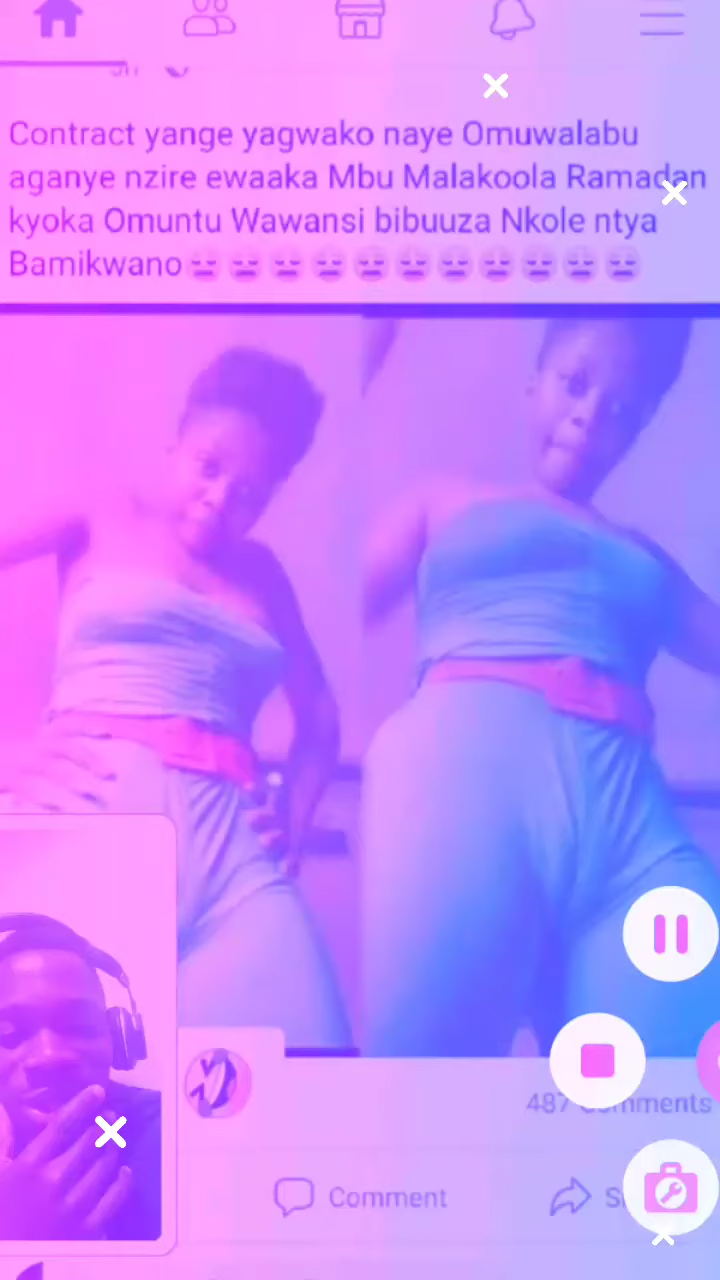 Contract yange yagwako naye Omuwalabu
aganye nzire ewaaka Mbu Malakoola Ramadan
kyoka Omuntu Wawansi bibuuza Nkole ntya
Bamikwano
487 Comments
Comment